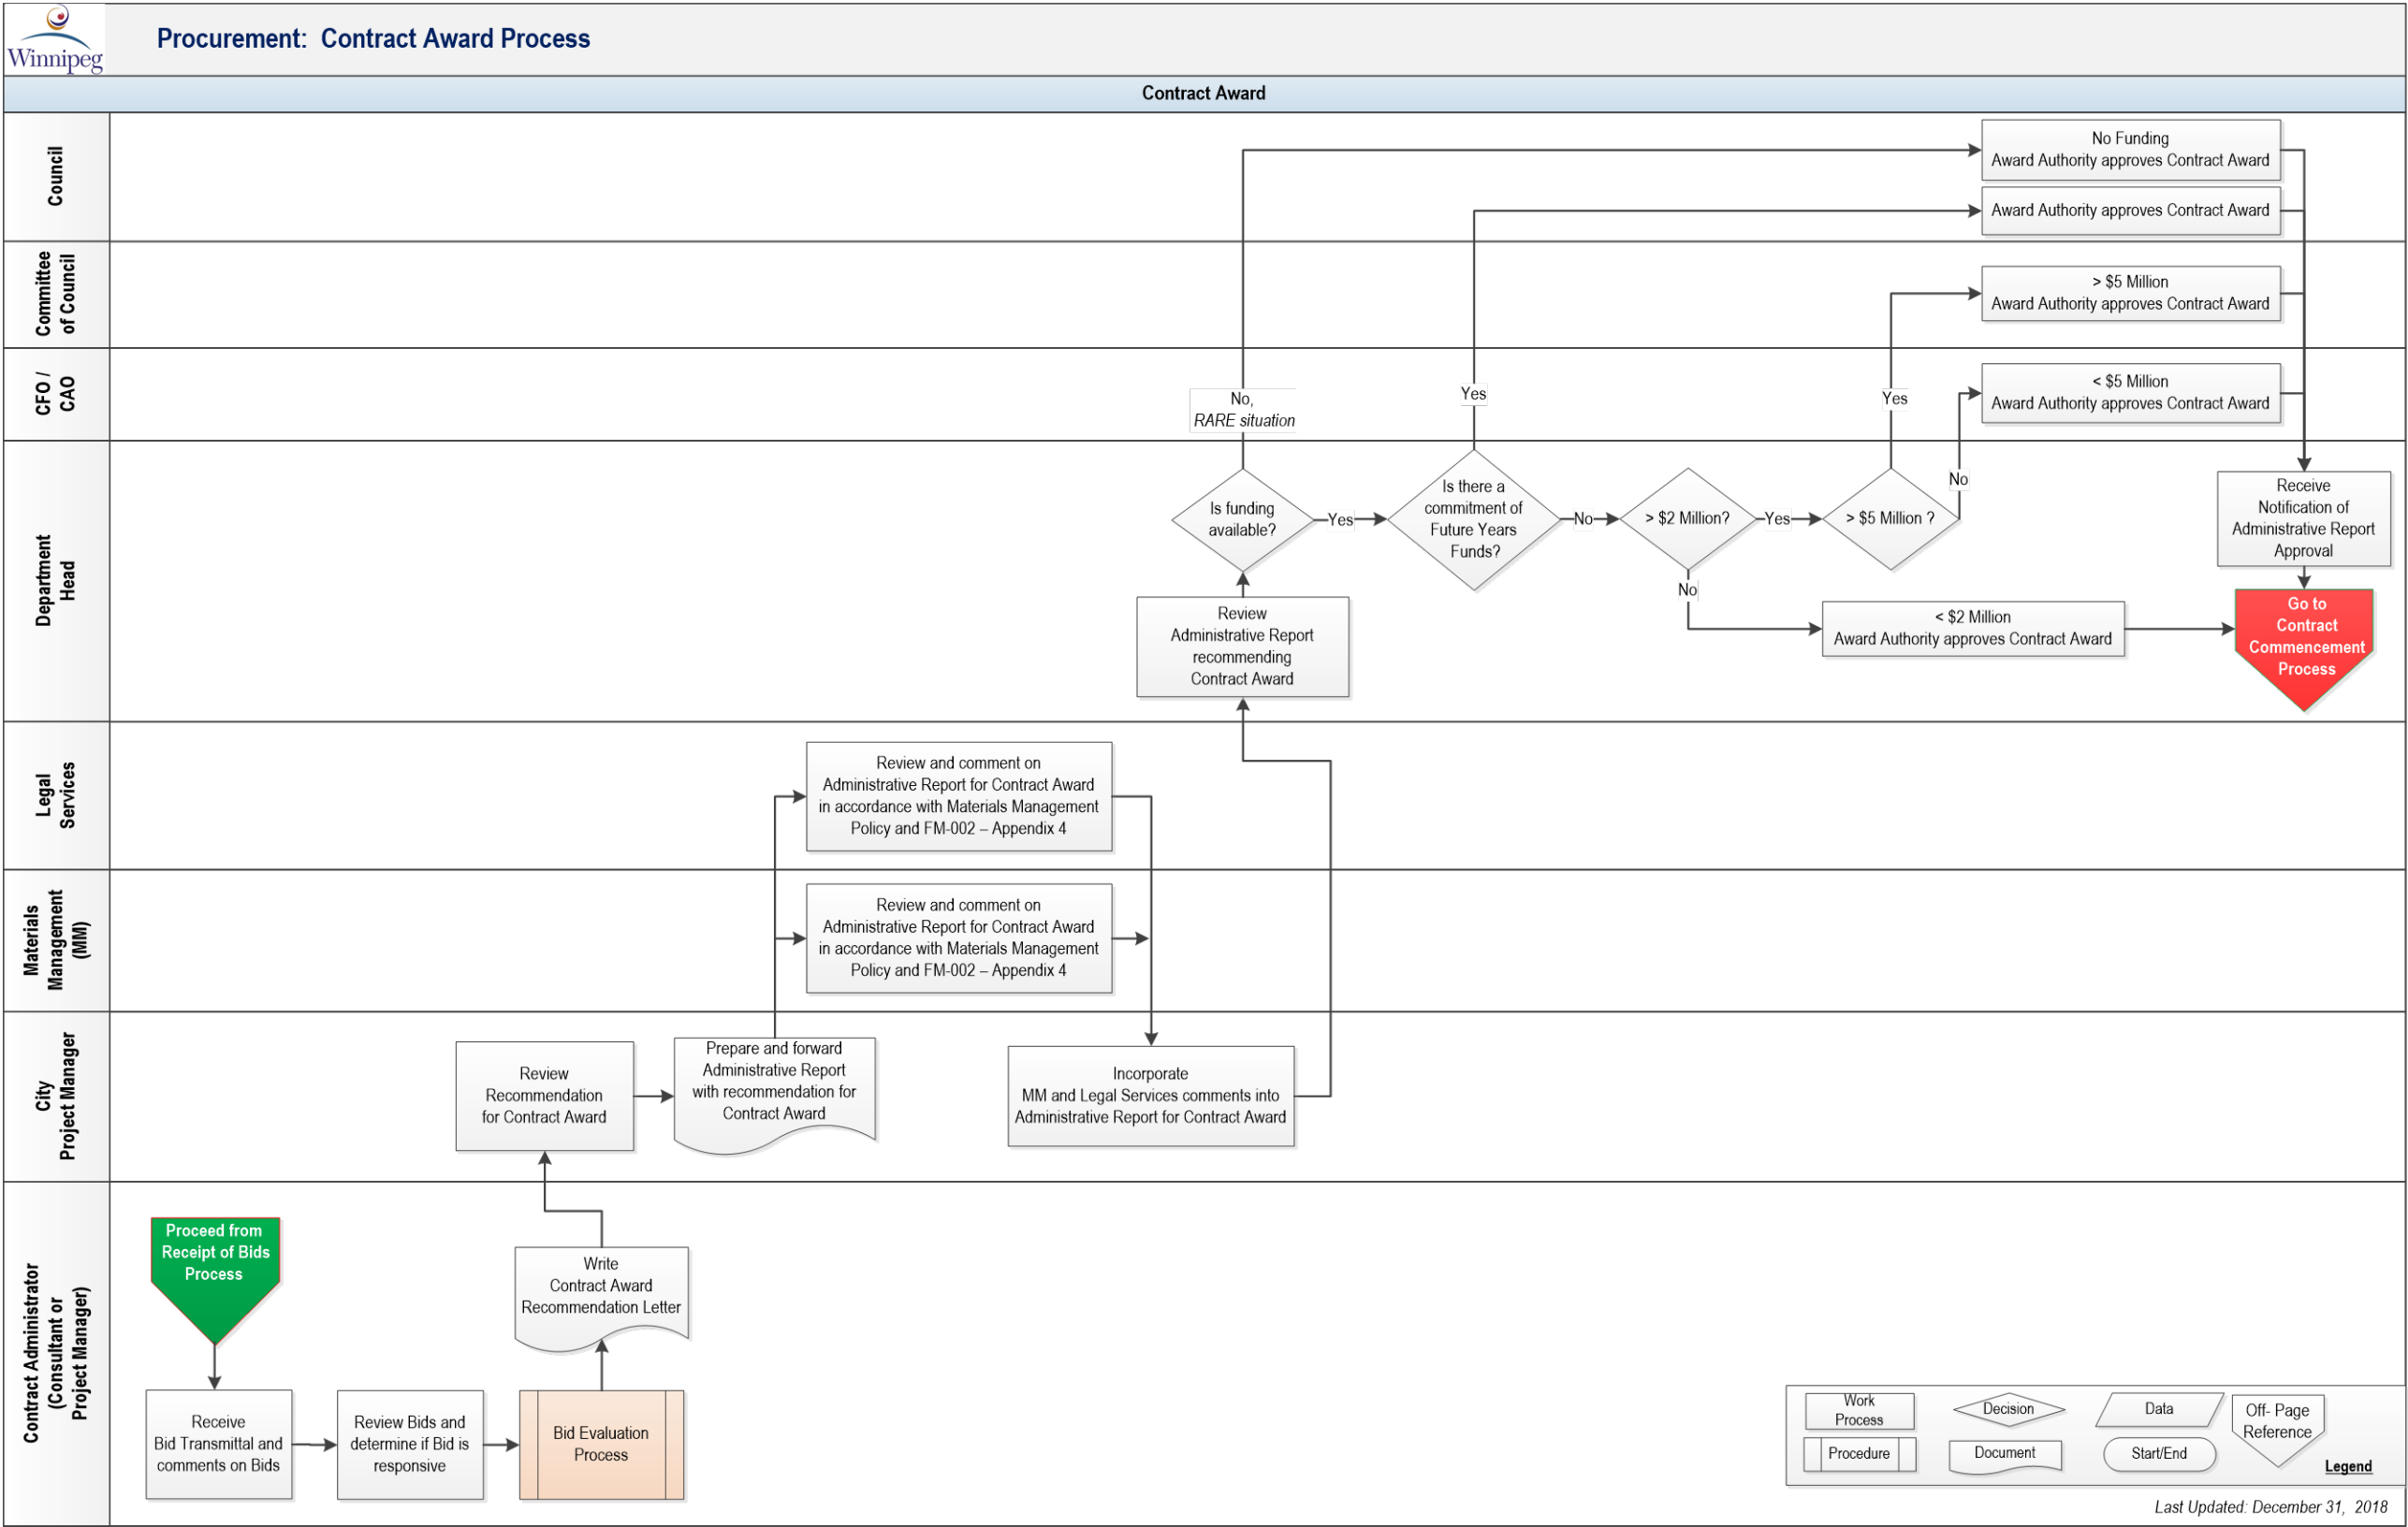 Winnipeg
Procurement:  Contract Award Process
Contract Award
Council
No Funding
Award Authority approves Contract Award
Award Authority approves Contract Award
Committee
of Council
> $5 Million
Award Authority approves Contract Award
CFO /
CAO
< $5 Million
Award Authority approves Contract Award
No,
RARE situation
Yes
Yes
No
Department
Head
Is funding
available?
Yes
Is there a
commitment of
Future Years
Funds?
No
> $2 Million?
Yes
> $5 Million ?
No
Receive
Notification of
Administrative Report
Approval
Review
Administrative Report
recommending
Contract Award
< $2 Million
Award Authority approves Contract Award
Go to
Contract
Commencement
Process
Legal
Services
Review and comment on
Administrative Report for Contract Award
in accordance with Materials Management
Policy and FM-002 – Appendix 4
Materials
Management
(MM)
Review and comment on
Administrative Report for Contract Award
in accordance with Materials Management
Policy and FM-002 – Appendix 4
City
Project Manager
Review
Recommendation
for Contract Award
Prepare and forward
Administrative Report
with recommendation for
Contract Award
Incorporate
MM and Legal Services comments into
Administrative Report for Contract Award
Contract Administrator
(Consultant or
Project Manager)
Proceed from
Receipt of Bids
Process
Write
Contract Award
Recommendation Letter
Receive
Bid Transmittal and
comments on Bids
Review Bids and
determine if Bid is
responsive
Bid Evaluation
Process
Work
Process
Decision
Data
Off- Page
Reference
Procedure
Document
Start/End
Legend
Last Updated: December 31,  2018